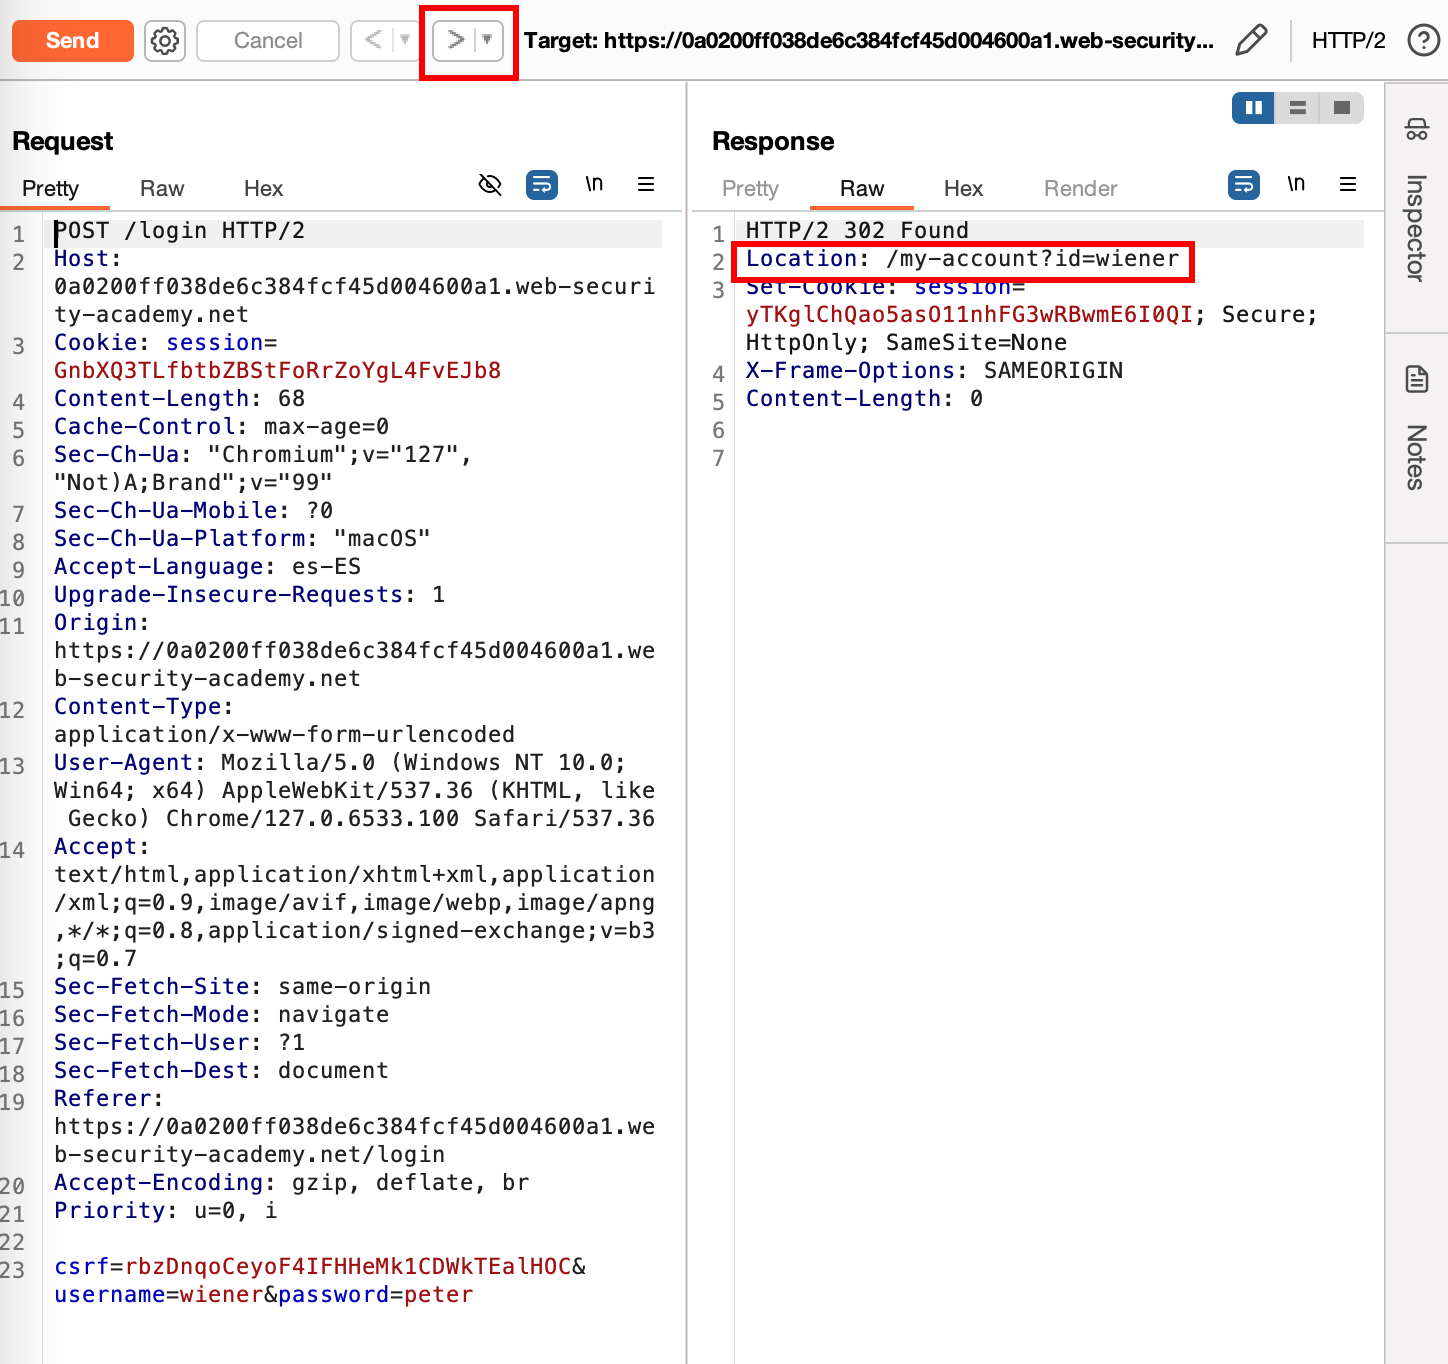 Send
Cancel
< ▼
> ▼
Target: https://0a0200ff038de6c384fcf45d004600a1.web-security...
HTTP/2
?
Request
Pretty Raw Hex
\n
1 POST /login HTTP/2
2 Host:
0a0200ff038de6c384fcf45d004600a1.web-securi
ty-academy.net
3 Cookie: session=
GnbXQ3TLfbtbZBStFoRrZoYgL4FvEJb8
4 Content-Length: 68
5 Cache-Control: max-age=0
6 Sec-Ch-Ua: "Chromium";v="127",
"Not)A;Brand";v="99"
7 Sec-Ch-Ua-Mobile: ?0
8 Sec-Ch-Ua-Platform: "macOS"
9 Accept-Language: es-ES
10 Upgrade-Insecure-Requests: 1
11 Origin:
https://0a0200ff038de6c384fcf45d004600a1.we
b-security-academy.net
12 Content-Type:
application/x-www-form-urlencoded
13 User-Agent: Mozilla/5.0 (Windows NT 10.0;
Win64; x64) AppleWebKit/537.36 (KHTML, like
Gecko) Chrome/127.0.6533.100 Safari/537.36
14 Accept:
text/html,application/xhtml+xml,application
/xml;q=0.9,image/avif,image/webp,image/apng
,*/*;q=0.8,application/signed-exchange;v=b3
;q=0.7
15 Sec-Fetch-Site: same-origin
16 Sec-Fetch-Mode: navigate
17 Sec-Fetch-User: ?1
18 Sec-Fetch-Dest: document
19 Referer:
https://0a0200ff038de6c384fcf45d004600a1.we
b-security-academy.net/login
20 Accept-Encoding: gzip, deflate, br
21 Priority: u=0, i
22
23 csrf=rbzDnqoCeyoF4IFHHeMk1CDWkTEalHOC&
username=wiener&password=peter
Response
Pretty Raw Hex Render
\n
1 HTTP/2 302 Found
2 Location: /my-account?id=wiener
3 Set-Cookie: session=
yTKglChQao5asO11nhFG3wRBwmE6I0QI; Secure;
HttpOnly; SameSite=None
4 X-Frame-Options: SAMEORIGIN
5 Content-Length: 0
6
7
Inspector
Notes